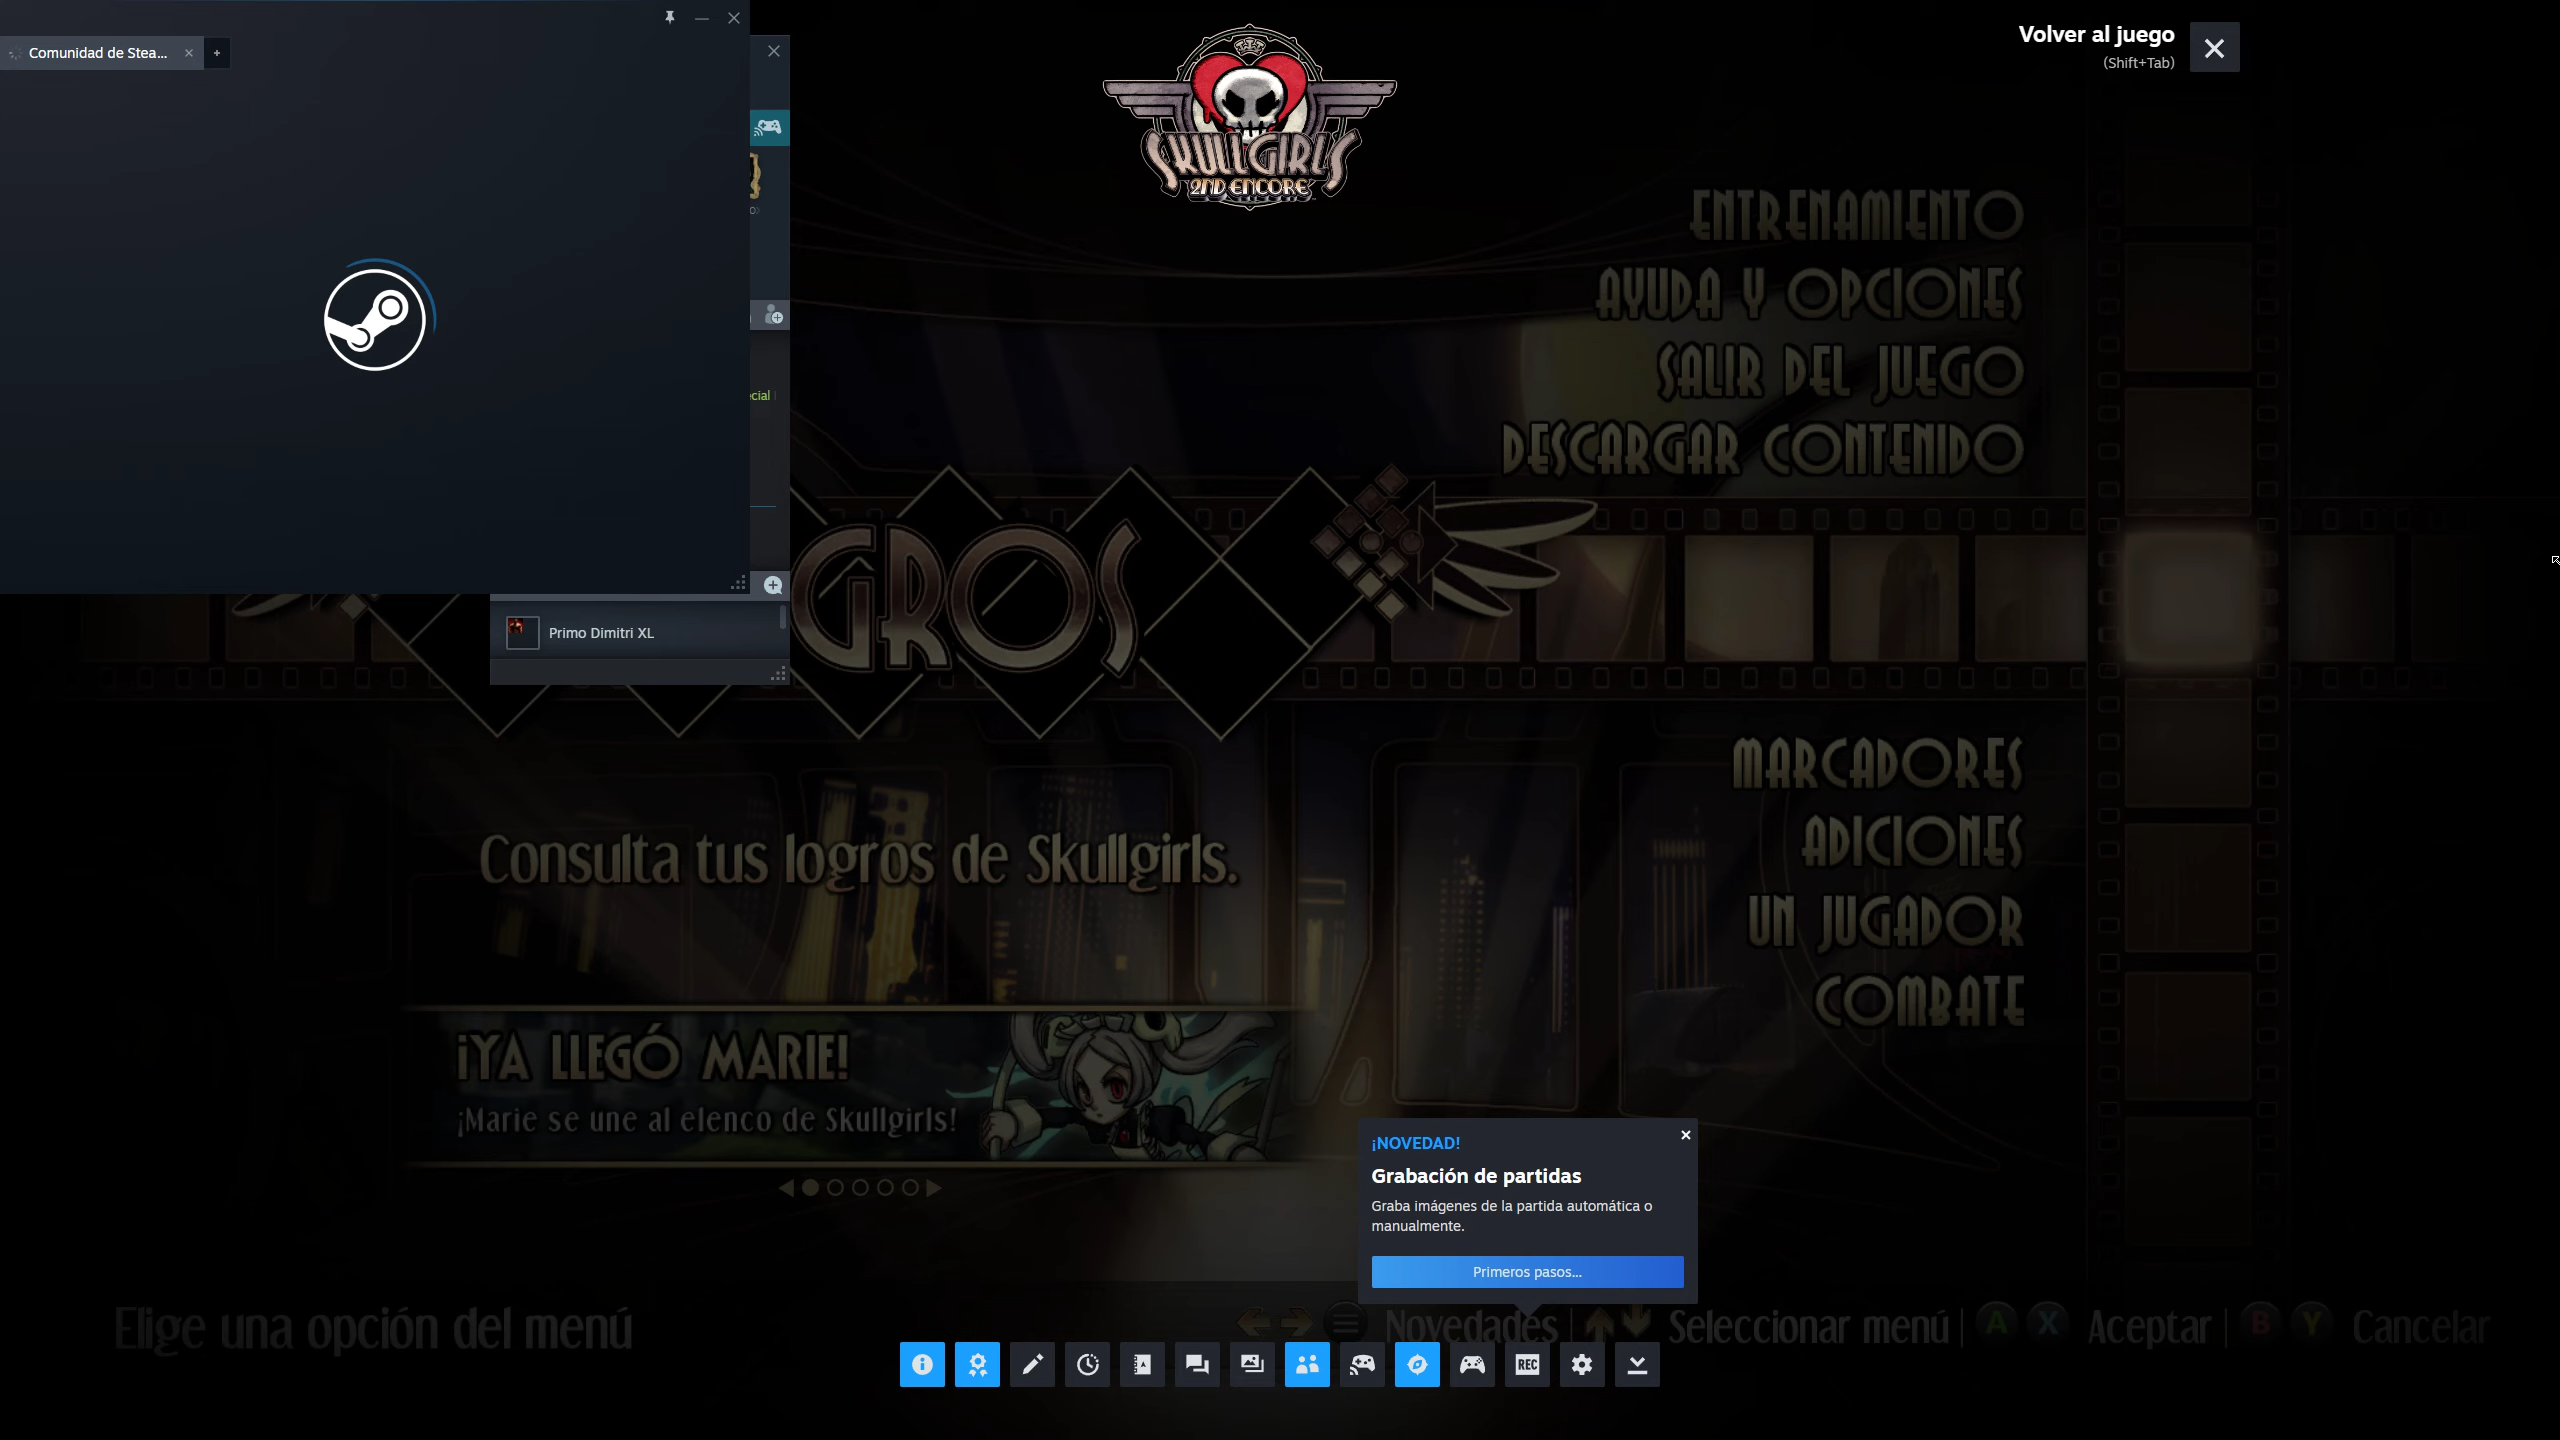 Comunidad de Stea...
Volver al juego
(Shift+Tab)
SKULLGIRLS
2ND ENCORE
ENTRENAMIENTO
AYUDA Y OPCIONES
SALIR DEL JUEGO
DESCARGAR CONTENIDO
GROS
Primo Dimitri XL
MARCADORES
ADICIONES
UN JUGADOR
COMBATE
Consulta tus logros de Skullgirls.
¡YA LLEGÓ MARIE!
¡Marie se une al elenco de Skullgirls!
¡NOVEDAD!
Grabación de partidas
Graba imágenes de la partida automática o
manualmente.
Primeros pasos...
Elige una opción del menú
Novedades | Seleccionar menú | A X Aceptar | B Y Cancelar
REC